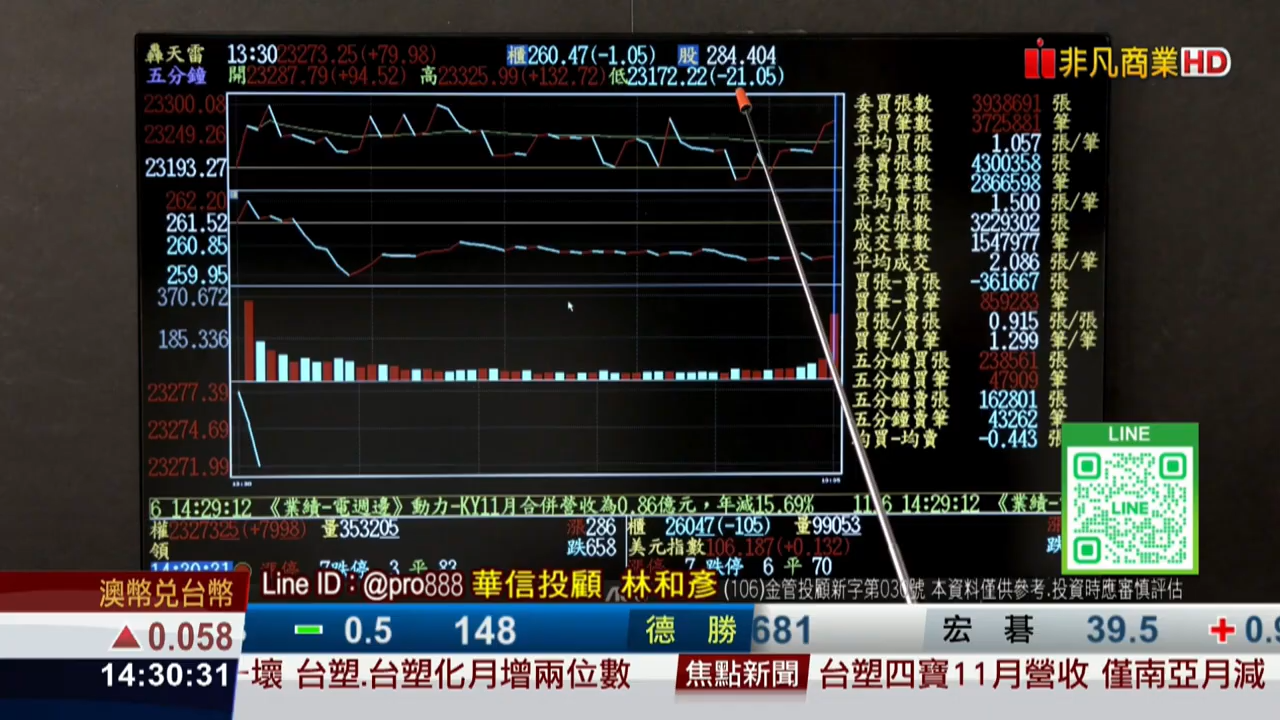 轟天雷 13:30 23273.25(+79.98) 櫃260.47(-1.05) 股 284.404
五分鐘 開23287.79(+94.52) 高23325.99(+132.72) 低23172.22(-21.05)
非凡商業HD
23300.08
23249.26
23193.27
262.20
261.52
260.85
259.95
370.672
185.336
23277.39
23274.69
23271.99
委買張數 3938691 張
委買筆數 3725881 筆
平均買張 1.057 張/筆
委賣張數 4300358 張
委賣筆數 2866598 筆
平均賣張 1.500 張/筆
成交張數 3229302 張
成交筆數 1547977 筆
平均成交 2.086 張/筆
買張-賣張 -361667 張
買筆-賣筆 859283 筆
買張/賣張 0.915 張/張
買筆/賣筆 1.299 筆/筆
五分鐘買張 238561 張
五分鐘買筆 47909 筆
五分鐘賣張 162801 張
五分鐘賣筆 43262 筆
均買-均賣 -0.443 張
LINE
LINE
6 14:29:12 《業績-電週邊》動力-KY11月合併營收為0.86億元，年減15.69% 11 6 14:29:12 《業績-
權2327325(+7998) 量353205 漲286 櫃 26047(-105) 量99053
領 跌658 美元指數106.187(+0.132) 跌
跌停 3 平 83 7 跌停 6 平 70
Line ID : @pro888 華信投顧 林和彥 (106)金管投顧新字第030號 本資料僅供參考.投資時應審慎評估
澳幣兌台幣
▲0.058
0.5 148 德 勝 681 宏 碁 39.5
14:30:31
壞 台塑.台塑化月增兩位數 焦點新聞 台塑四寶11月營收 僅南亞月減